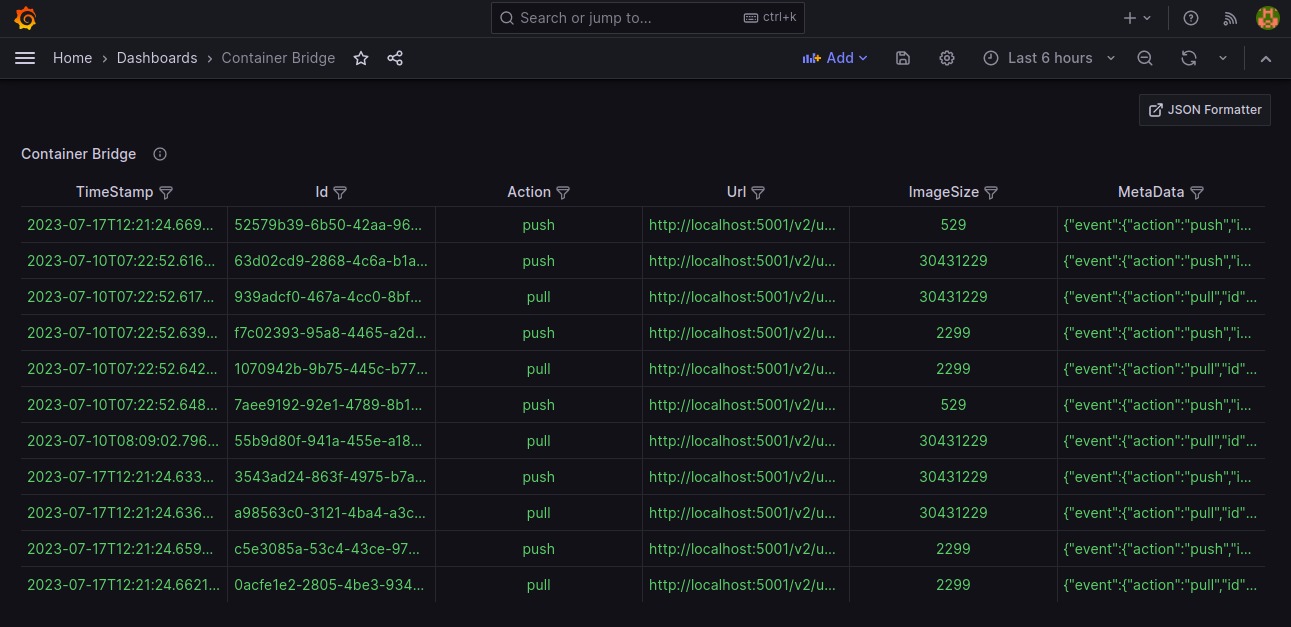 Search or jump to... ctrl+k
Home › Dashboards › Container Bridge Add Last 6 hours
JSON Formatter
Container Bridge
TimeStamp Id Action Url ImageSize MetaData
2023-07-17T12:21:24.669... 52579b39-6b50-42aa-96... push http://localhost:5001/v2/u... 529 {"event":{"action":"push","i...
2023-07-10T07:22:52.616... 63d02cd9-2868-4c6a-b1a... push http://localhost:5001/v2/u... 30431229 {"event":{"action":"push","i...
2023-07-10T07:22:52.617... 939adcf0-467a-4cc0-8bf... pull http://localhost:5001/v2/u... 30431229 {"event":{"action":"pull","id"...
2023-07-10T07:22:52.639... f7c02393-95a8-4465-a2d... push http://localhost:5001/v2/u... 2299 {"event":{"action":"push","i...
2023-07-10T07:22:52.642... 1070942b-9b75-445c-b77... pull http://localhost:5001/v2/u... 2299 {"event":{"action":"pull","id"...
2023-07-10T07:22:52.648... 7aee9192-92e1-4789-8b1... push http://localhost:5001/v2/u... 529 {"event":{"action":"push","i...
2023-07-10T08:09:02.796... 55b9d80f-941a-455e-a18... pull http://localhost:5001/v2/u... 30431229 {"event":{"action":"pull","id"...
2023-07-17T12:21:24.633... 3543ad24-863f-4975-b7a... push http://localhost:5001/v2/u... 30431229 {"event":{"action":"push","i...
2023-07-17T12:21:24.636... a98563c0-3121-4ba4-a3c... pull http://localhost:5001/v2/u... 30431229 {"event":{"action":"pull","id"...
2023-07-17T12:21:24.659... c5e3085a-53c4-43ce-97... push http://localhost:5001/v2/u... 2299 {"event":{"action":"push","i...
2023-07-17T12:21:24.6621... 0acfe1e2-2805-4be3-934... pull http://localhost:5001/v2/u... 2299 {"event":{"action":"pull","id"...